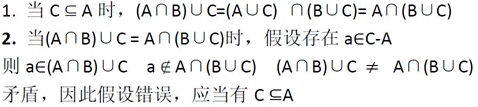 1. 当 C⊆A 时，(A∩B)∪C=(A∪C) ∩(B∪C)= A∩(B∪C)
2. 当(A∩B)∪C = A∩(B∪C)时，假设存在 a∈C-A
则 a∈(A∩B)∪C a∉A∩(B∪C) (A∩B)∪C ≠ A∩(B∪C)
矛盾，因此假设错误，应当有 C ⊆A